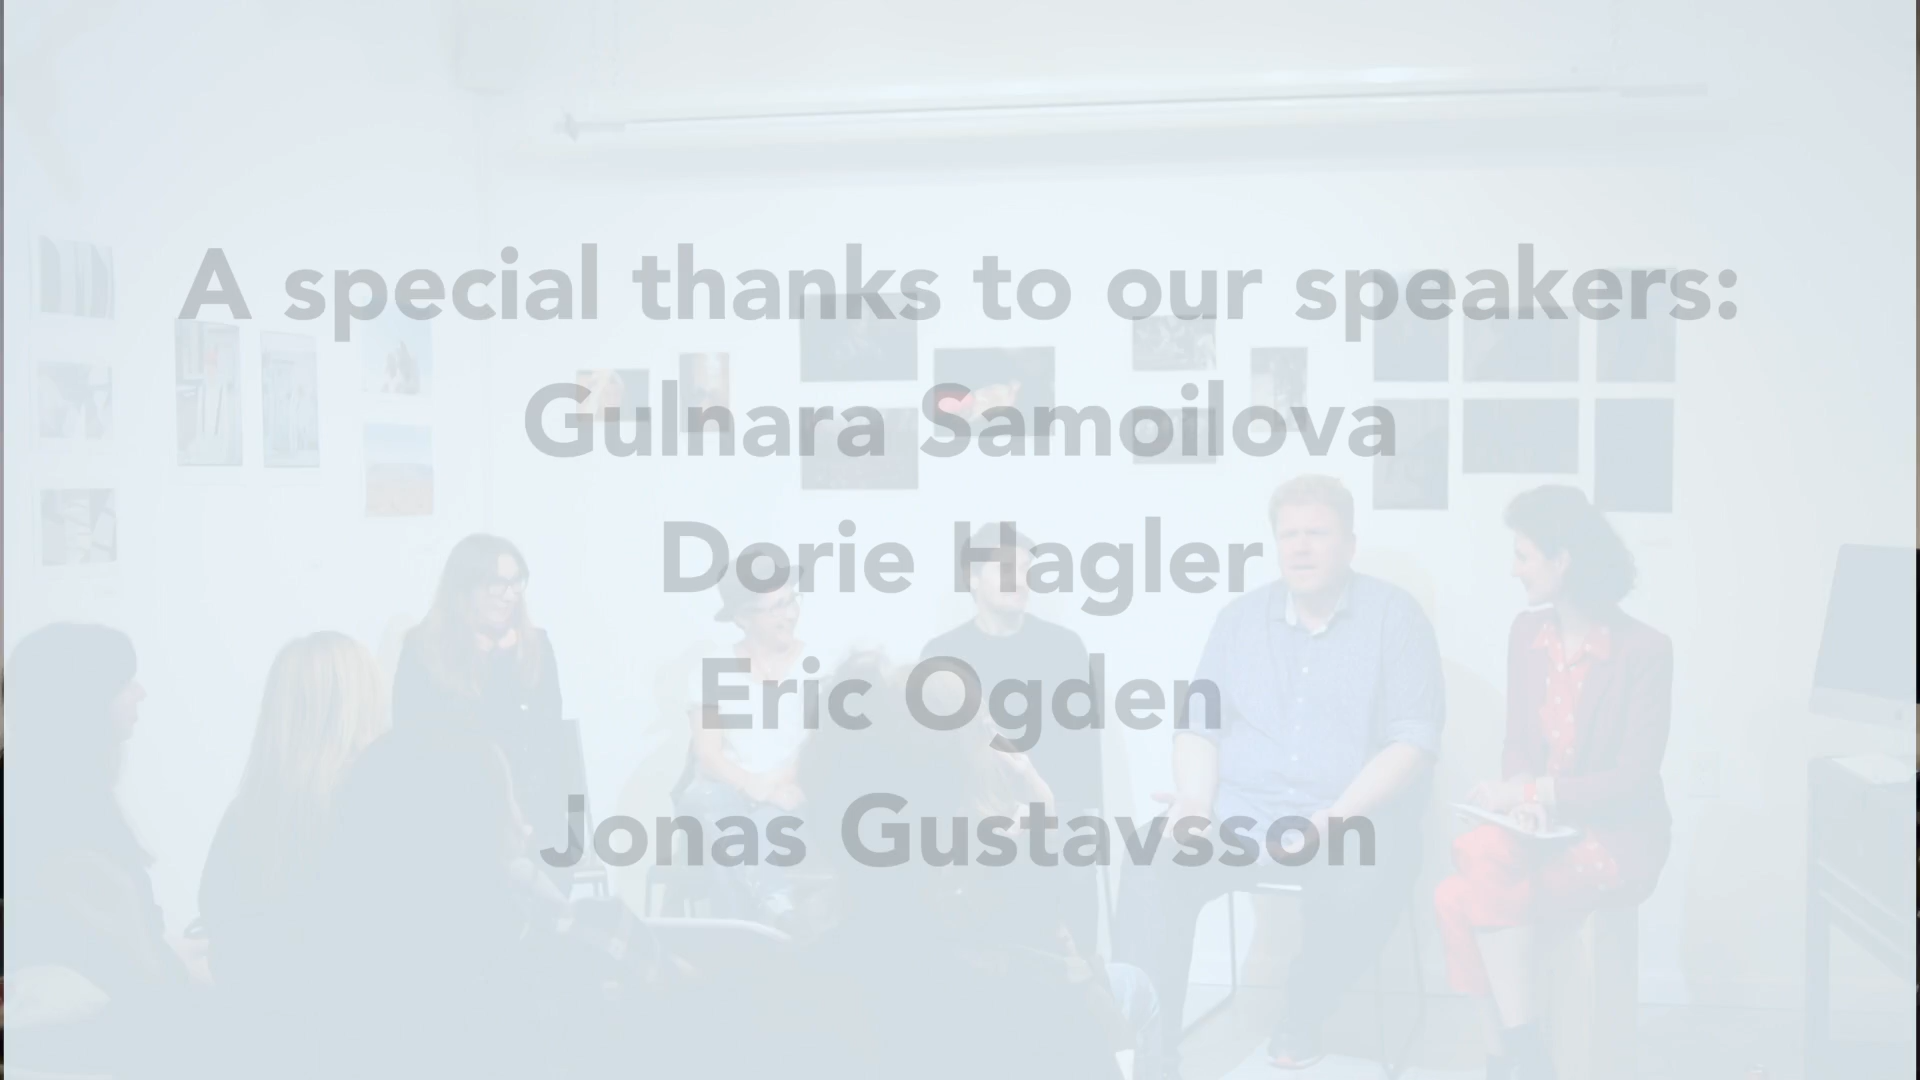 A special thanks to our speakers:
Gulnara Samoilova
Dorie Hagler
Eric Ogden
Jonas Gustavsson